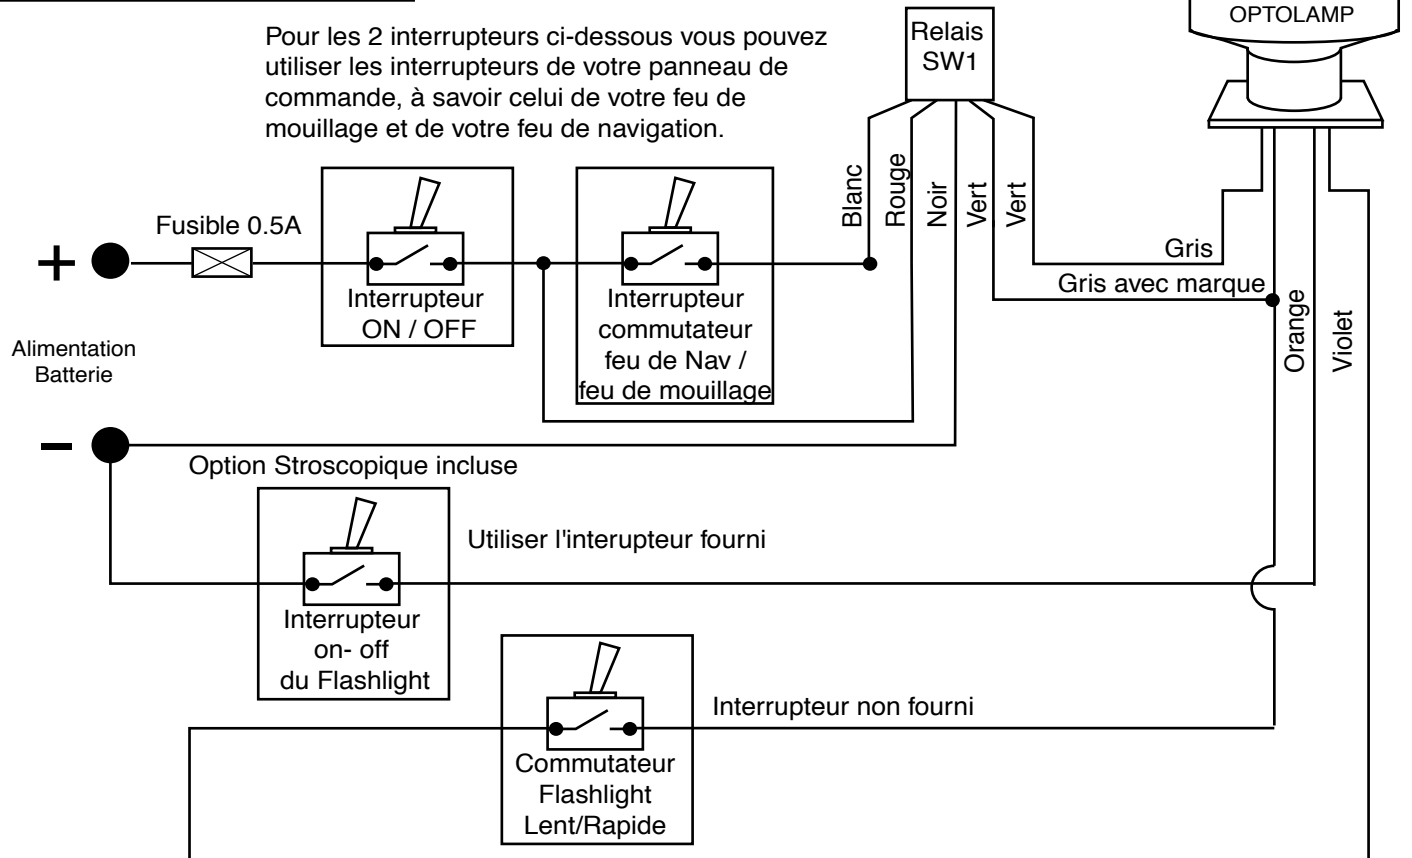 OPTOLAMP
Pour les 2 interrupteurs ci-dessous vous pouvez
utiliser les interrupteurs de votre panneau de
commande, à savoir celui de votre feu de
mouillage et de votre feu de navigation.
Relais
SW1
Blanc
Rouge
Noir
Vert
Vert
Fusible 0.5A
+
Interrupteur
ON / OFF
Interrupteur
commutateur
feu de Nav /
feu de mouillage
Gris
Gris avec marque
Orange
Violet
Alimentation
Batterie
−
Option Stroscopique incluse
Utiliser l'interupteur fourni
Interrupteur
on- off
du Flashlight
Interrupteur non fourni
Commutateur
Flashlight
Lent/Rapide